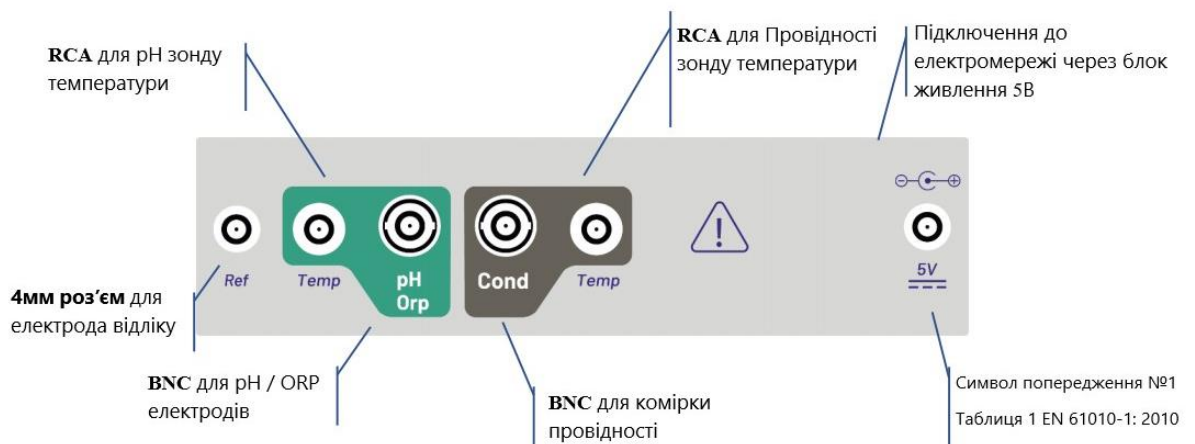 RCA для pH зонду
температури
RCA для Провідності
зонду температури
Підключення до
електромережі через блок
живлення 5В
Ref
Temp
pH
Orp
Cond
Temp
5V
4мм роз’єм для
електрода відліку
BNC для pH / ORP
електродів
BNC для комірки
провідності
Символ попередження №1
Таблиця 1 EN 61010-1: 2010